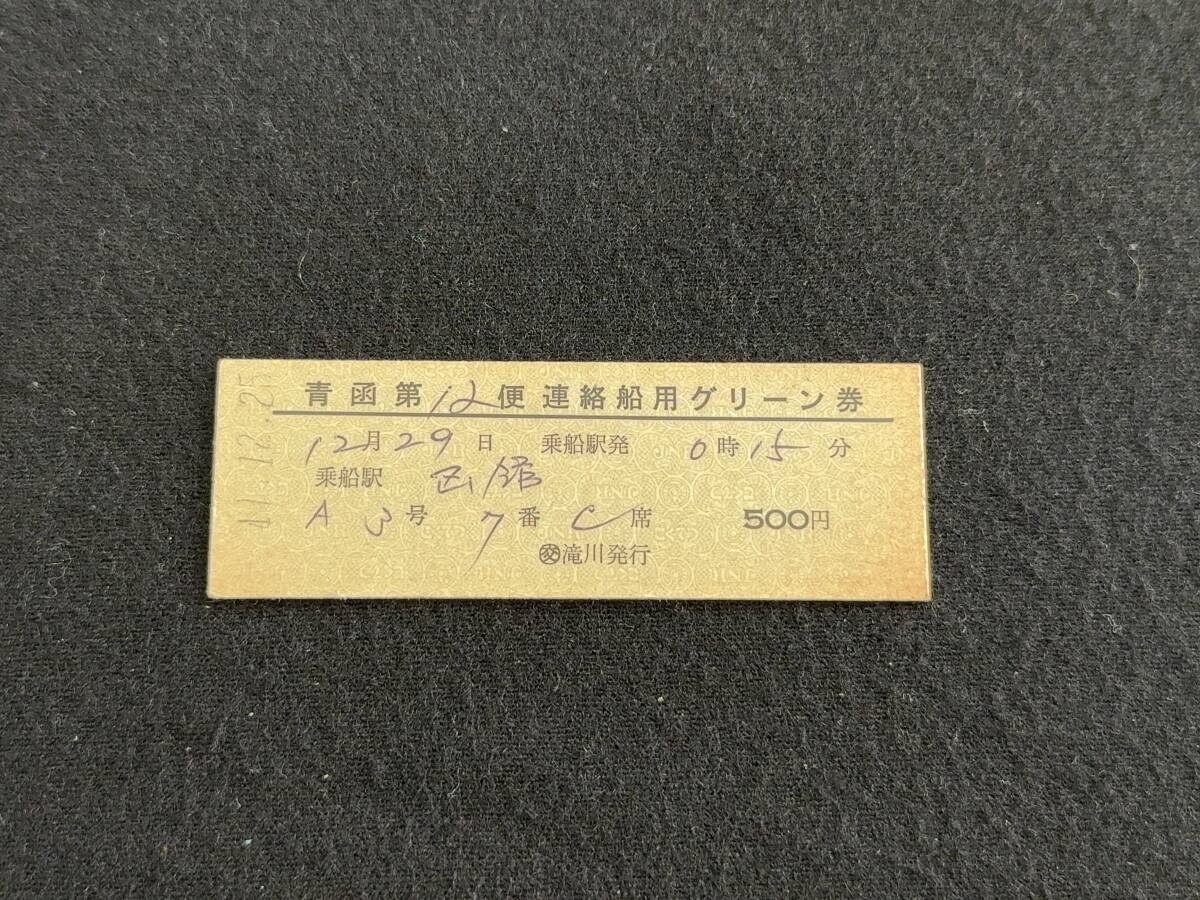 青函第12便連絡船用グリーン券
12月29日 乗船駅発 0時15分
乗船駅 函館
A 3号 7番 C席 500円
㊋滝川発行